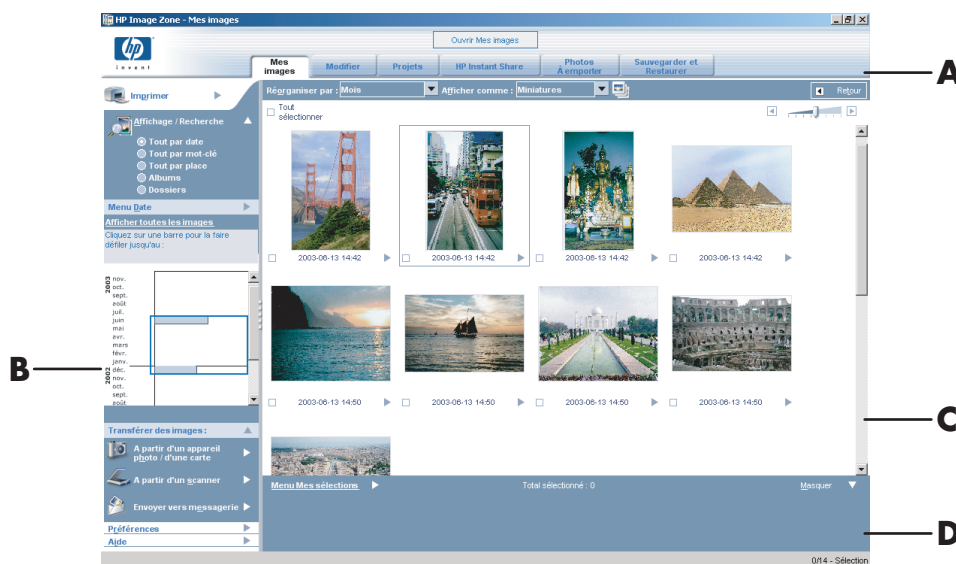 HP Image Zone - Mes images
Ouvrir Mes images
hp
invent
Mes images
Modifier
Projets
HP Instant Share
Photos À emporter
Sauvegarder et Restaurer
A
Imprimer
Réorganiser par : Mois
Afficher comme : Miniatures
Retour
Tout sélectionner
Affichage / Recherche
Tout par date
Tout par mot-clé
Tout par place
Albums
Dossiers
Menu Date
Afficher toutes les images
Cliquez sur une barre pour la faire
défiler jusqu'au :
2003-06-13 14:42
2003-06-13 14:42
2003-06-13 14:42
2003-06-13 14:42
2003
nov.
oct.
sept.
août
juil.
juin
mai
avr.
mars
févr.
janv.
2002
déc.
nov.
oct.
sept.
août
B
2003-06-13 14:50
2003-06-13 14:50
2003-06-13 14:50
2003-06-13 14:50
C
Transférer des images :
A partir d'un appareil
photo / d'une carte
A partir d'un scanner
Envoyer vers messagerie
Préférences
Aide
Menu Mes sélections
Total sélectionné : 0
Masquer
D
0/14 - Sélection